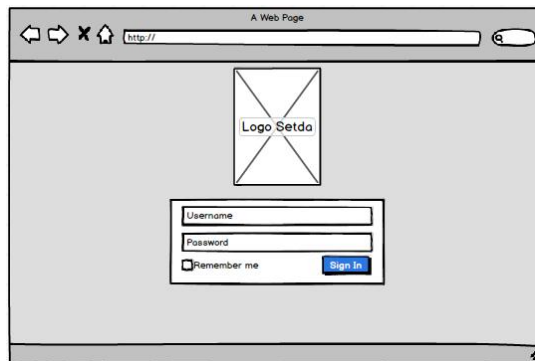 A Web Page
http://
Logo Setda
Username
Password
Remember me
Sign In